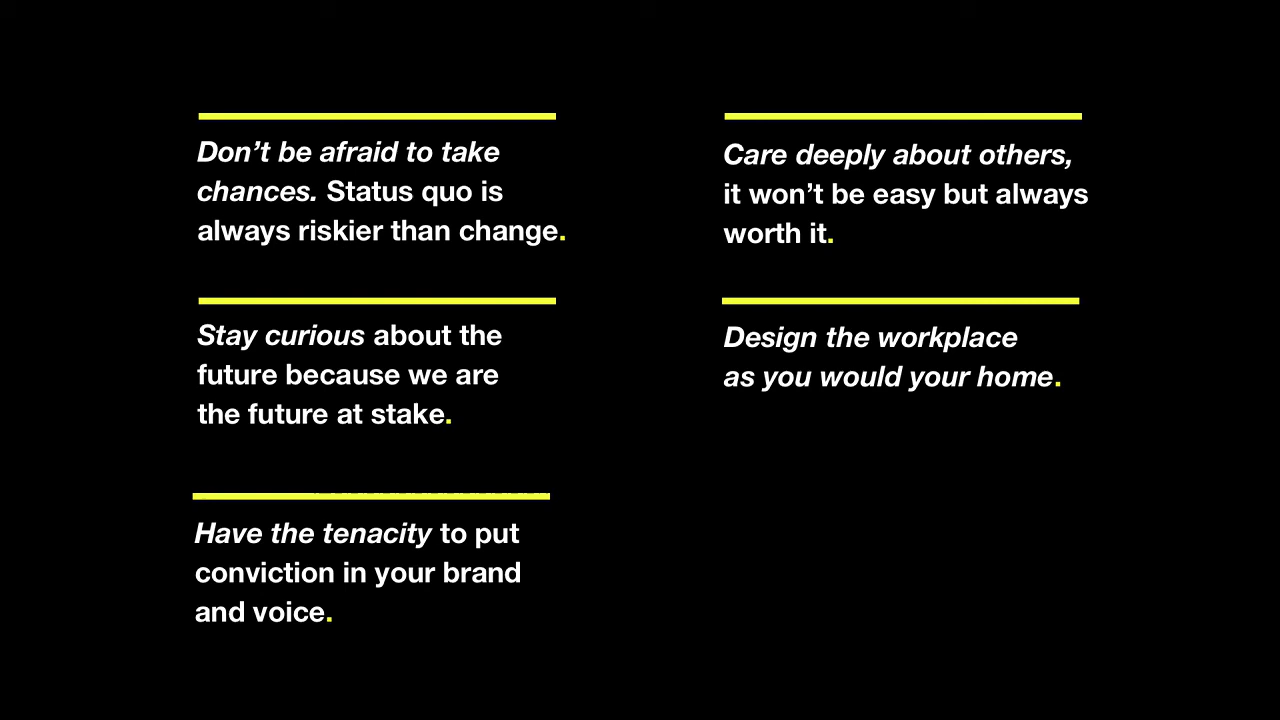 Don’t be afraid to take
chances. Status quo is
always riskier than change.
Stay curious about the
future because we are
the future at stake.
Have the tenacity to put
conviction in your brand
and voice.
Care deeply about others,
it won’t be easy but always
worth it.
Design the workplace
as you would your home.